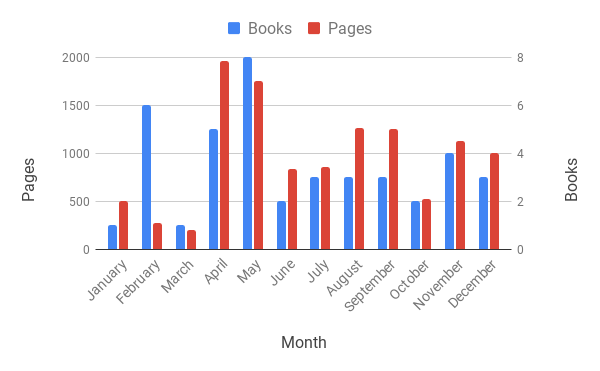 Books Pages
2000 8
1500 6
1000 4
500 2
0 0
Pages
Books
January February March April May June July August September October November December
Month